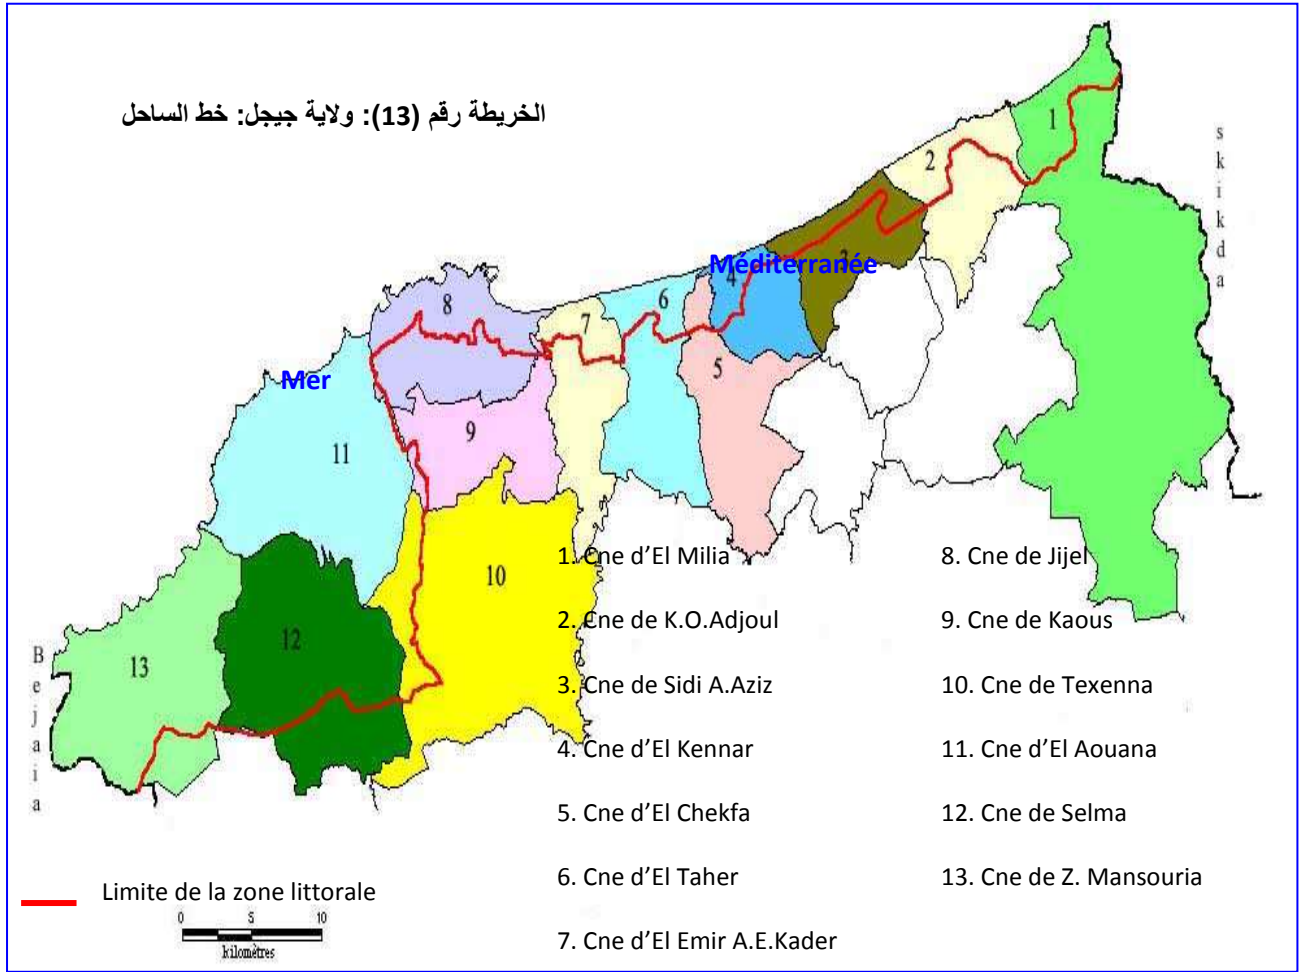 الخريطة رقم (13): ولاية جيجل: خط الساحل
skikda
1
2
3
Méditerranée
4
5
6
7
8
Mer
9
10
11
12
13
Bejaia
1. Cne d’El Milia
2. Cne de K.O.Adjoul
3. Cne de Sidi A.Aziz
4. Cne d’El Kennar
5. Cne d’El Chekfa
6. Cne d’El Taher
7. Cne d’El Emir A.E.Kader
8. Cne de Jijel
9. Cne de Kaous
10. Cne de Texenna
11. Cne d’El Aouana
12. Cne de Selma
13. Cne de Z. Mansouria
Limite de la zone littorale
0 5 10
kilomètres